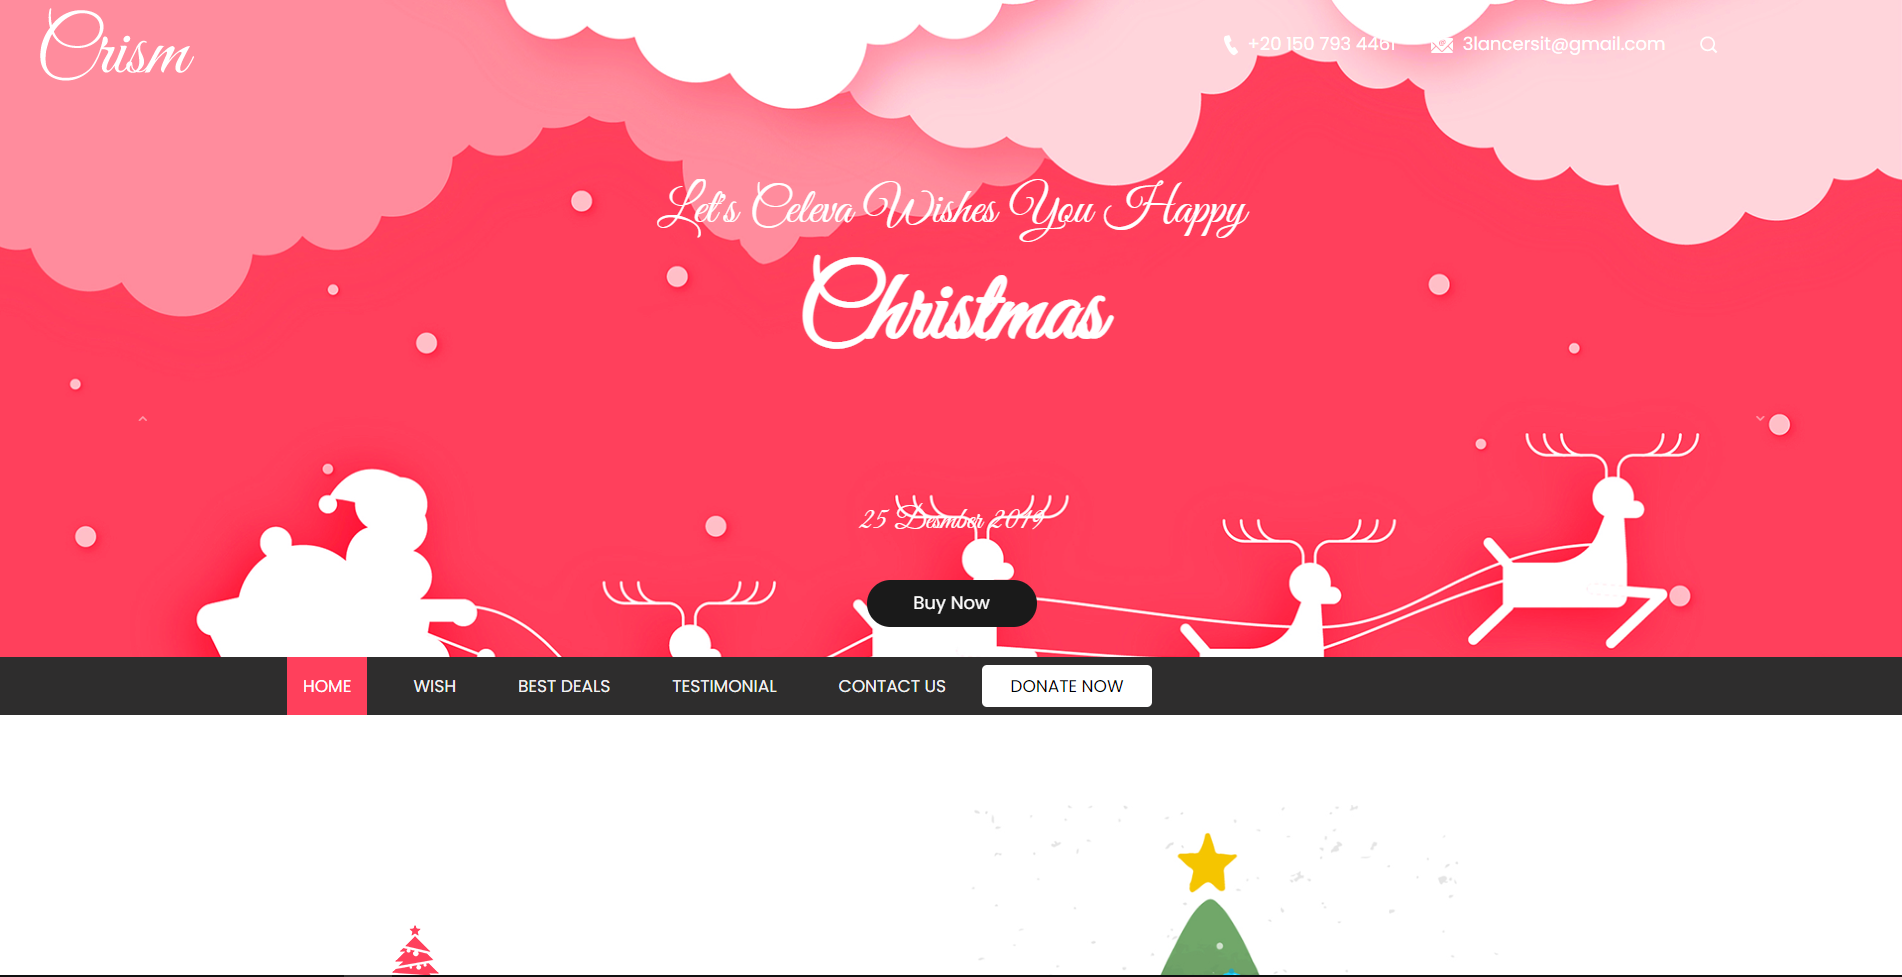 Crism
+20 150 793 4461
3lancersit@gmail.com
Let's Celeva Wishes You Happy
Christmas
25 Desmber 2019
Buy Now
HOME
WISH
BEST DEALS
TESTIMONIAL
CONTACT US
DONATE NOW